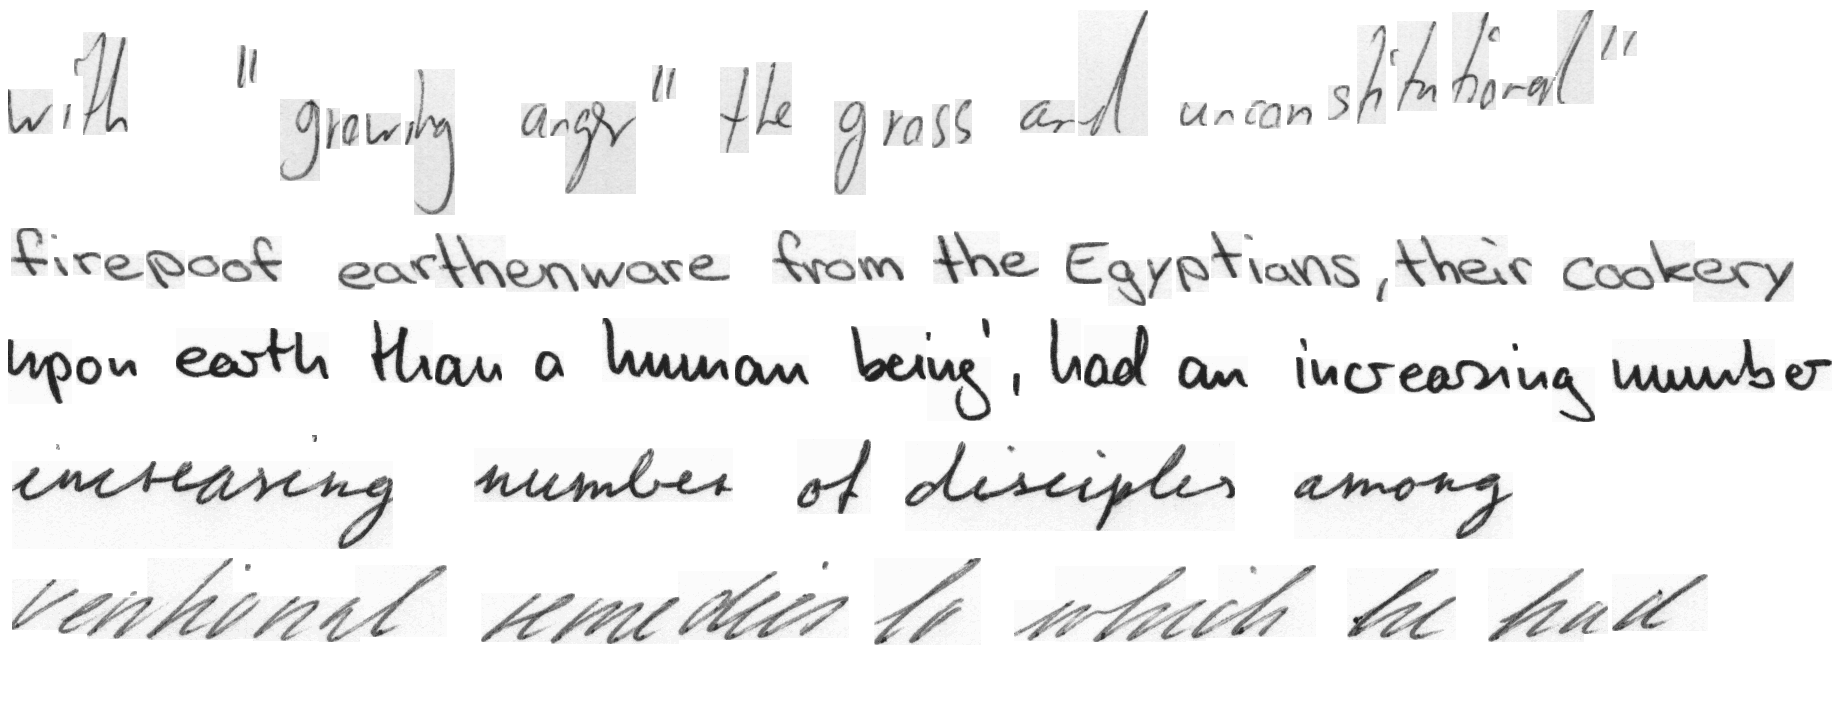 with " growing anger " the gross and unconstitutional "
firepoof earthenware from the Egyptians, their cookery
upon earth than a human being', had an increasing number
increasing number of disciples among
ventional remedies to which he had